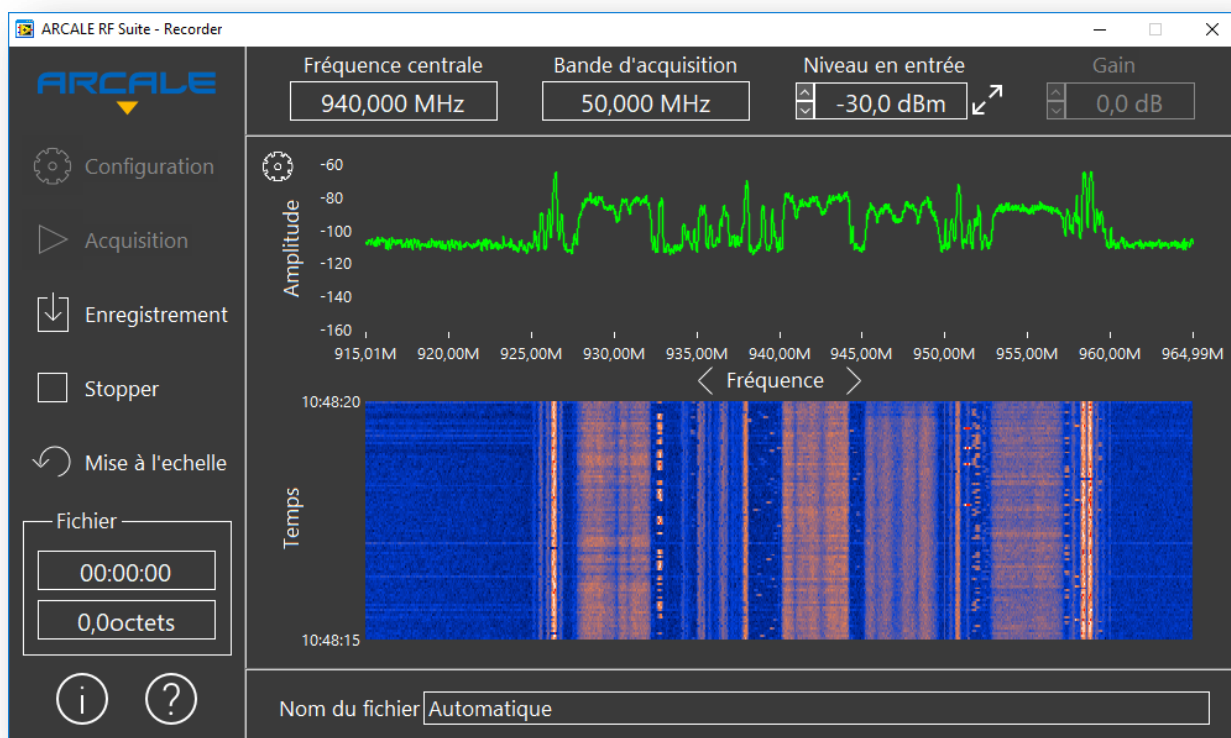 ARCALE RF Suite - Recorder
ARCALE
Configuration
Acquisition
Enregistrement
Stopper
Mise à l'echelle
Fichier
00:00:00
0,0octets
i ?
Fréquence centrale Bande d'acquisition Niveau en entrée Gain
940,000 MHz 50,000 MHz -30,0 dBm 0,0 dB
Amplitude
-60
-80
-100
-120
-140
-160
915,01M 920,00M 925,00M 930,00M 935,00M 940,00M 945,00M 950,00M 955,00M 960,00M 964,99M
Fréquence
Temps
10:48:20
10:48:15
Nom du fichier Automatique